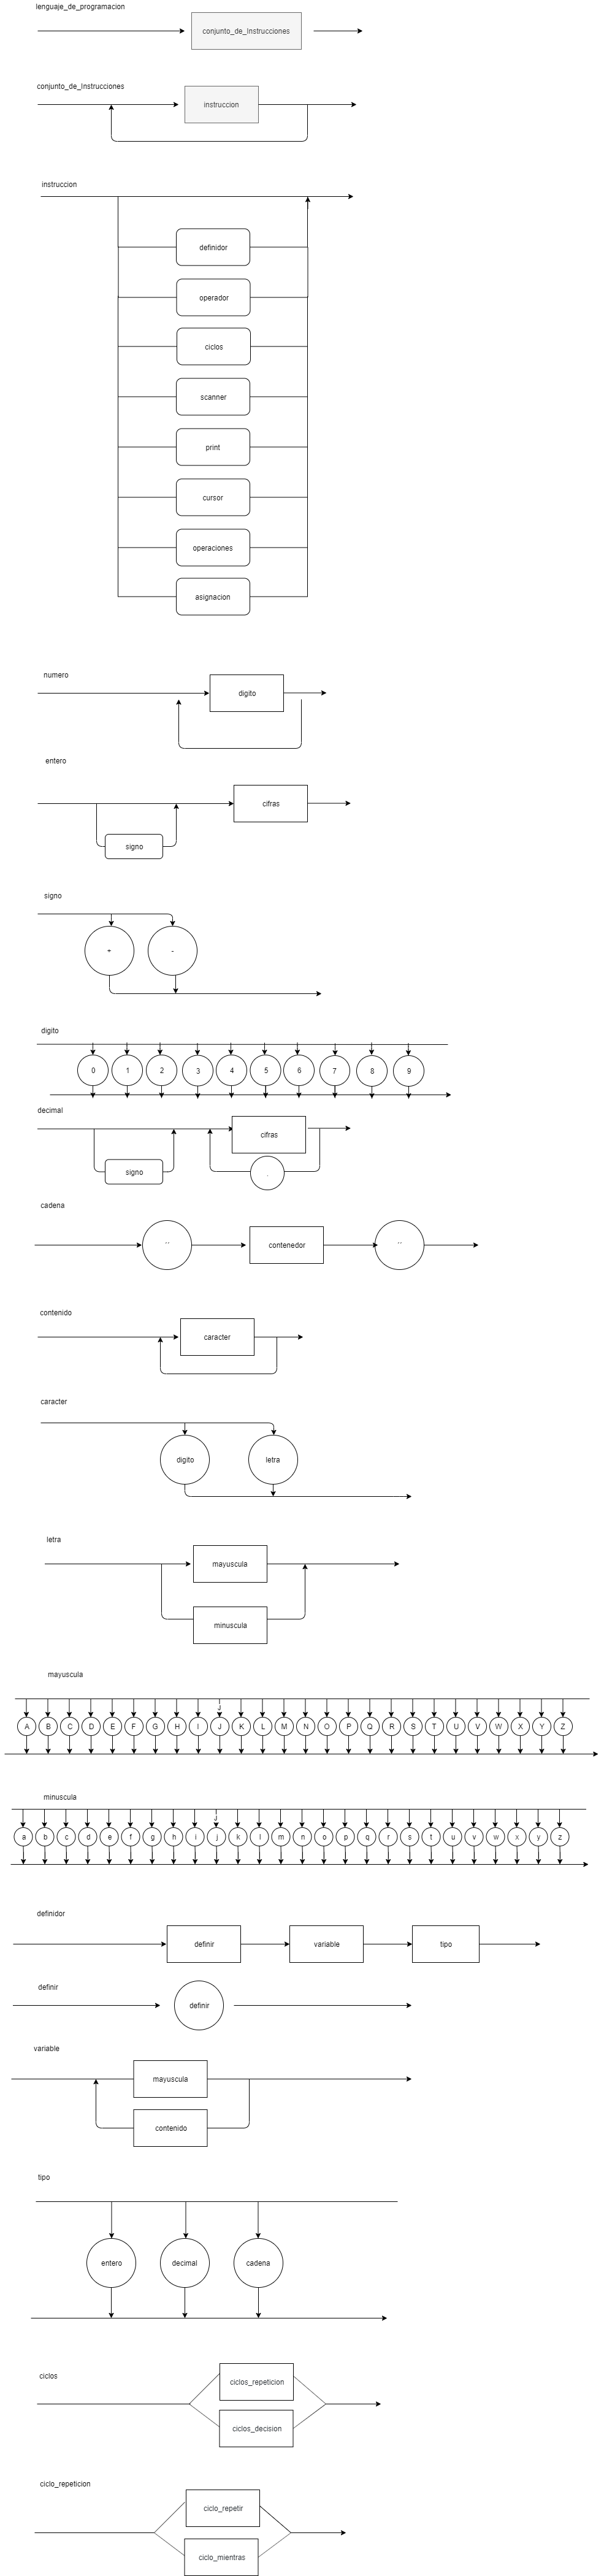 lenguaje_de_programacion
conjunto_de_Instrucciones
conjunto_de_Instrucciones
instruccion
instruccion
definidor
operador
ciclos
scanner
print
cursor
operaciones
asignacion
numero
digito
entero
cifras
signo
signo
+ -
digito
0 1 2 3 4 5 6 7 8 9
decimal
cifras
signo
.
cadena
" contenedor "
contenido
caracter
caracter
digito letra
letra
mayuscula
minuscula
mayuscula
J
A B C D E F G H I J K L M N O P Q R S T U V W X Y Z
minuscula
J
a b c d e f g h i j k l m n o p q r s t u v w x y z
definidor
definir variable tipo
definir
definir
variable
mayuscula
contenido
tipo
entero decimal cadena
ciclos
ciclos_repeticion
ciclos_decision
ciclo_repeticion
ciclo_repetir
ciclo_mientras